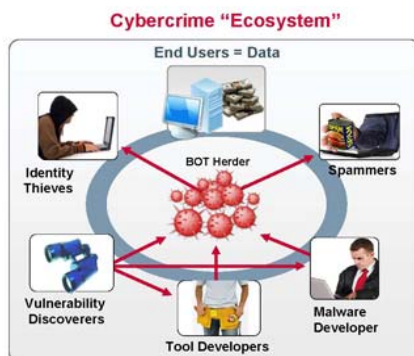 Cybercrime “Ecosystem”
End Users = Data
Identity
Thieves
BOT Herder
Spammers
Vulnerability
Discoverers
Tool Developers
Malware
Developer